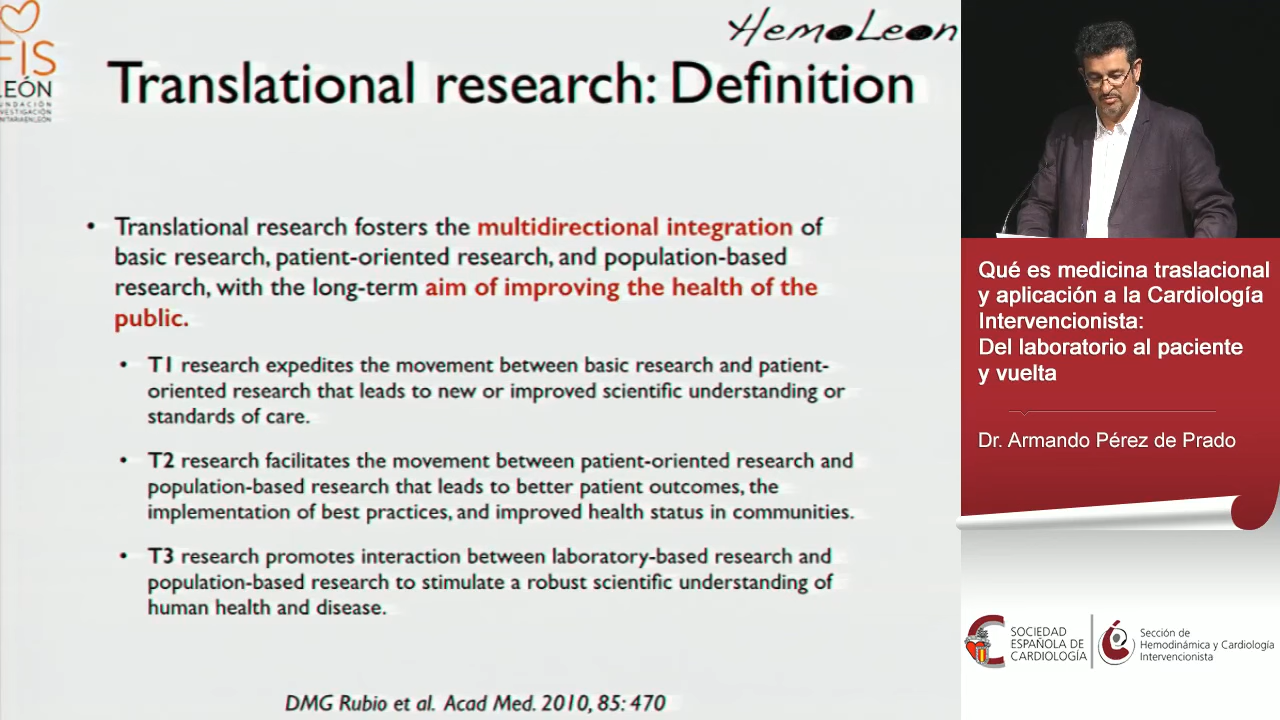 HemoLeon
FIS
LEÓN
Translational research: Definition
• Translational research fosters the multidirectional integration of
basic research, patient-oriented research, and population-based
research, with the long-term aim of improving the health of the
public.
• T1 research expedites the movement between basic research and patient-
oriented research that leads to new or improved scientific understanding or
standards of care.
• T2 research facilitates the movement between patient-oriented research and
population-based research that leads to better patient outcomes, the
implementation of best practices, and improved health status in communities.
• T3 research promotes interaction between laboratory-based research and
population-based research to stimulate a robust scientific understanding of
human health and disease.
DMG Rubio et al. Acad Med. 2010, 85: 470
Qué es medicina traslacional
y aplicación a la Cardiología
Intervencionista:
Del laboratorio al paciente
y vuelta
Dr. Armando Pérez de Prado
SOCIEDAD
ESPAÑOLA DE
CARDIOLOGÍA
Sección de
Hemodinámica y Cardiología
Intervencionista